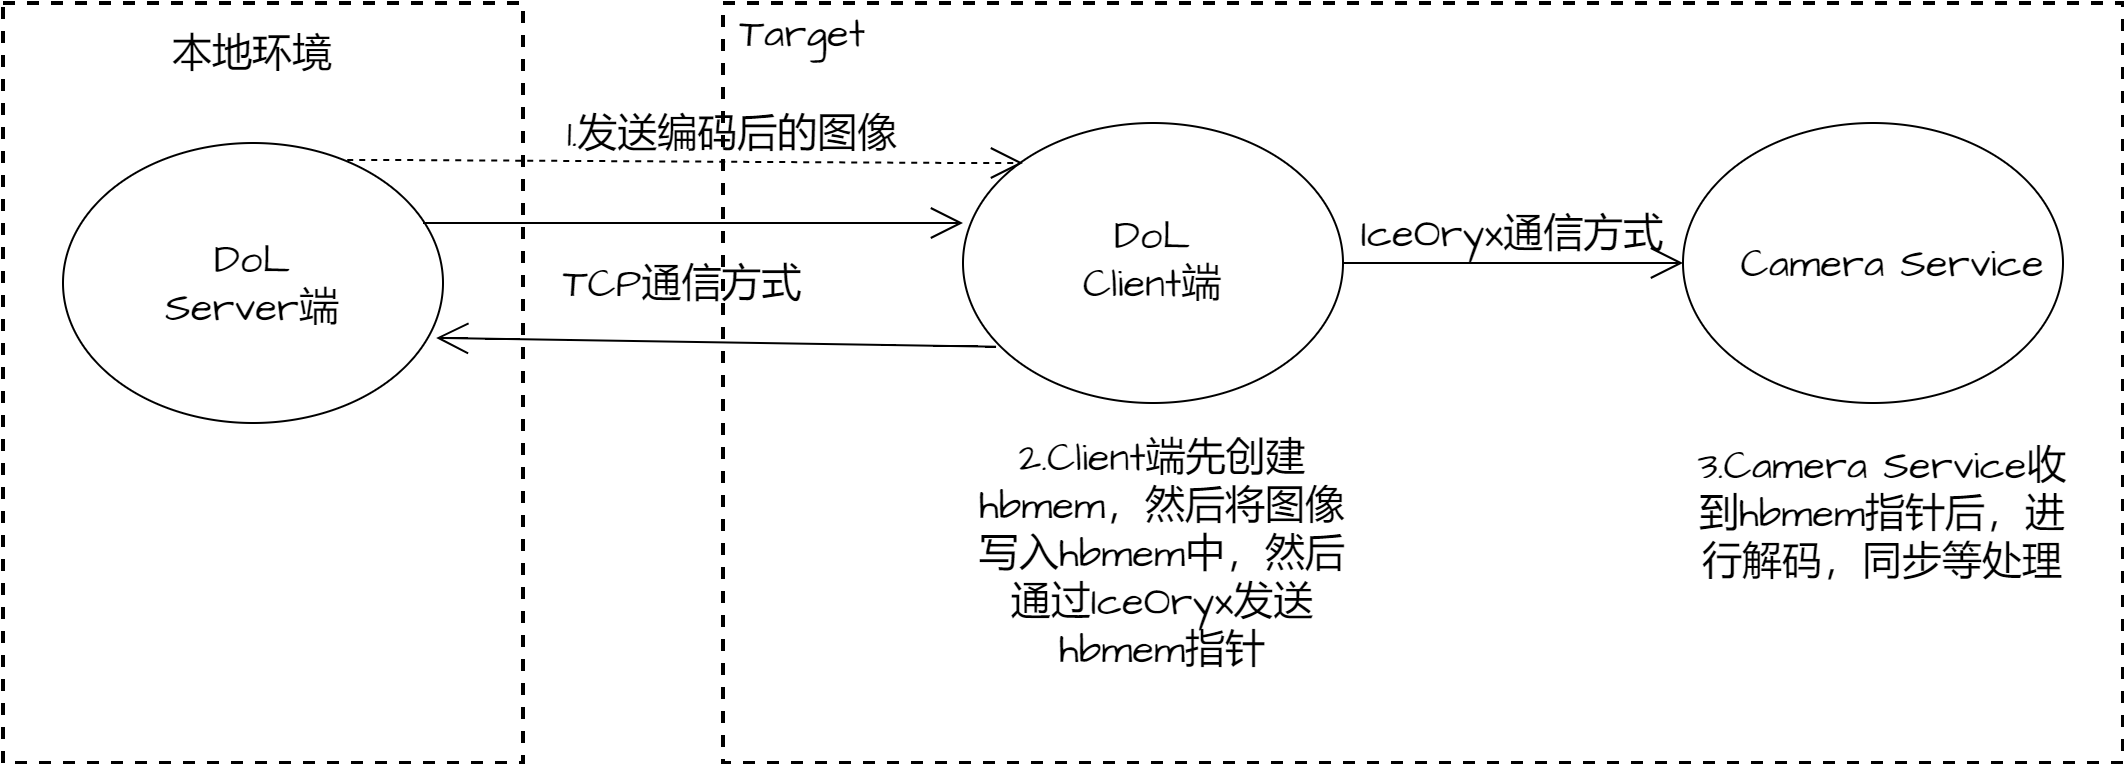 本地环境
Target
1.发送编码后的图像
DoL
Server端
TCP通信方式
DoL
Client端
IceOryx通信方式
Camera Service
2.Client端先创建
hbmem，然后将图像
写入hbmem中，然后
通过IceOryx发送
hbmem指针
3.Camera Service收
到hbmem指针后，进
行解码，同步等处理